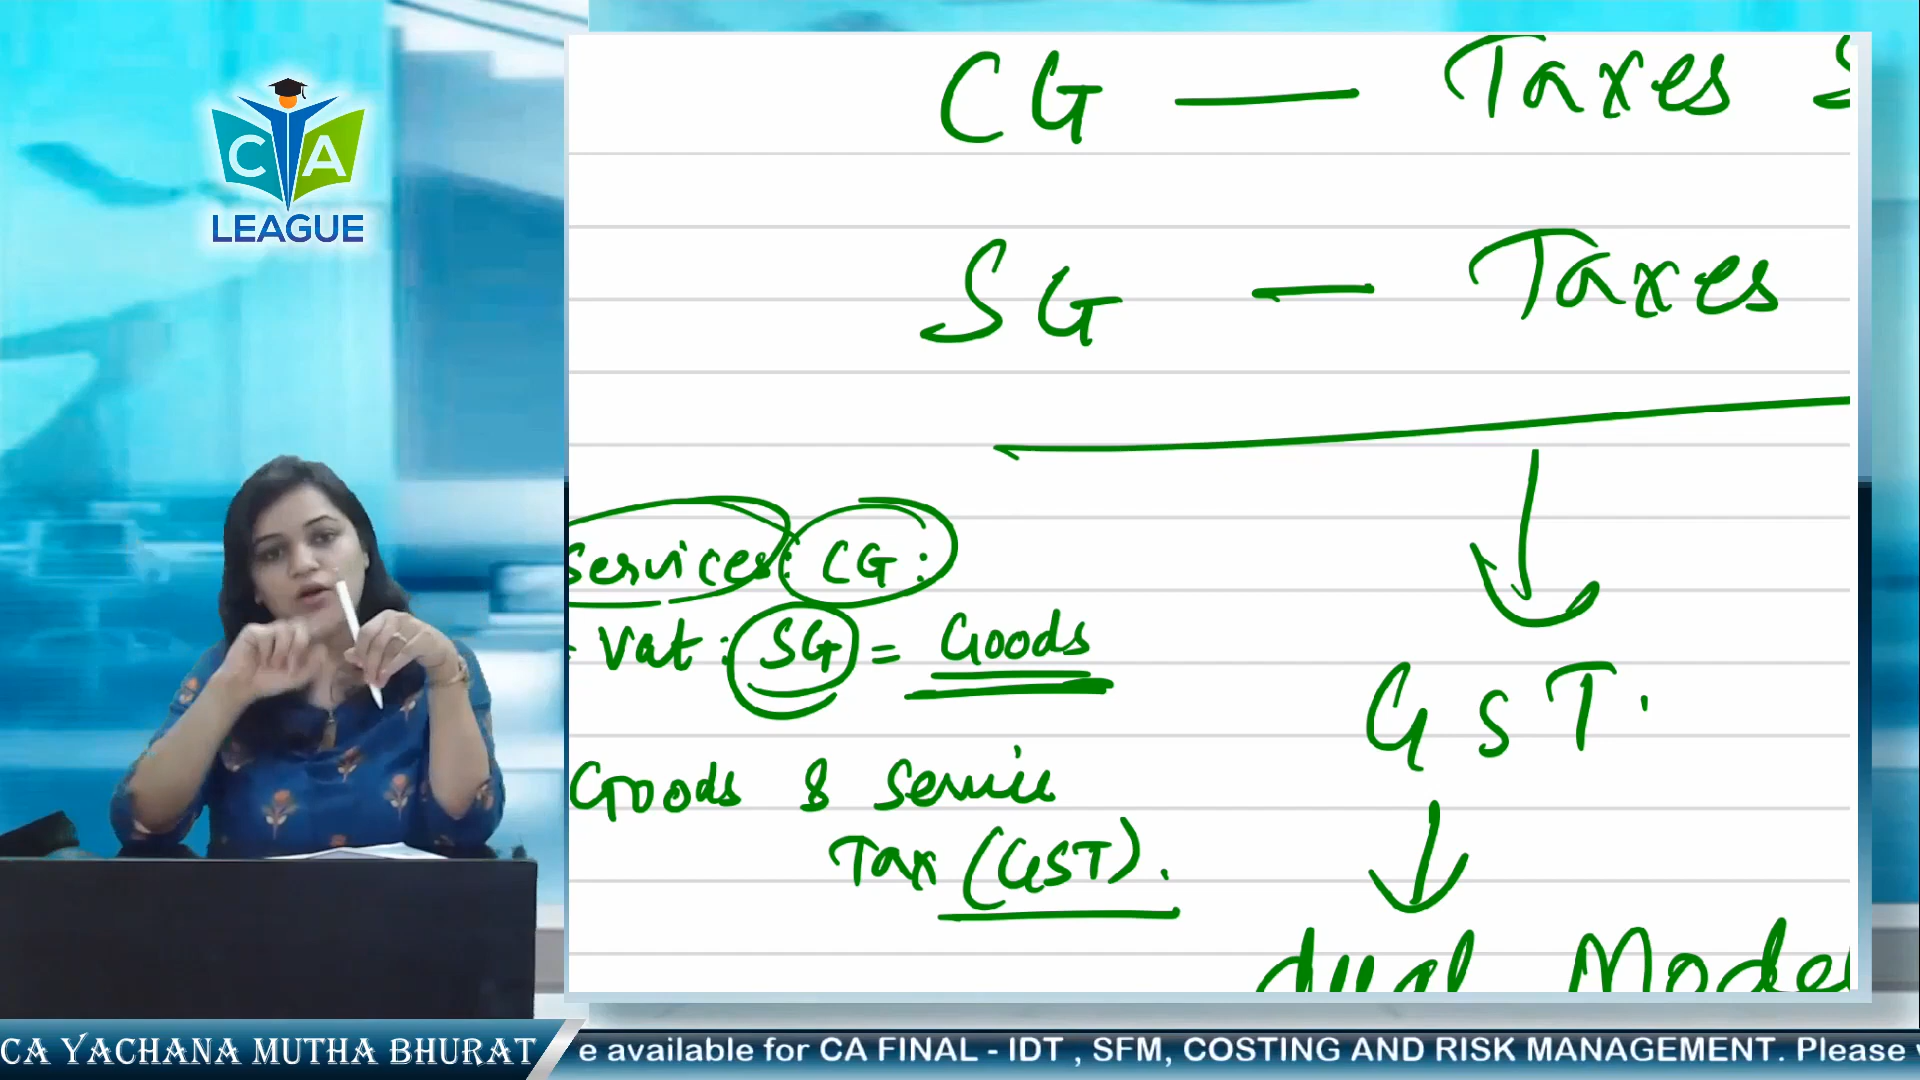 CA
LEAGUE
CG — Taxes
SG — Taxes
services: CG:
Vat: SG = Goods
GST.
Goods & Service
Tax (GST).
dual Model
CA YACHANA MUTHA BHURAT
e available for CA FINAL - IDT , SFM, COSTING AND RISK MANAGEMENT. Please